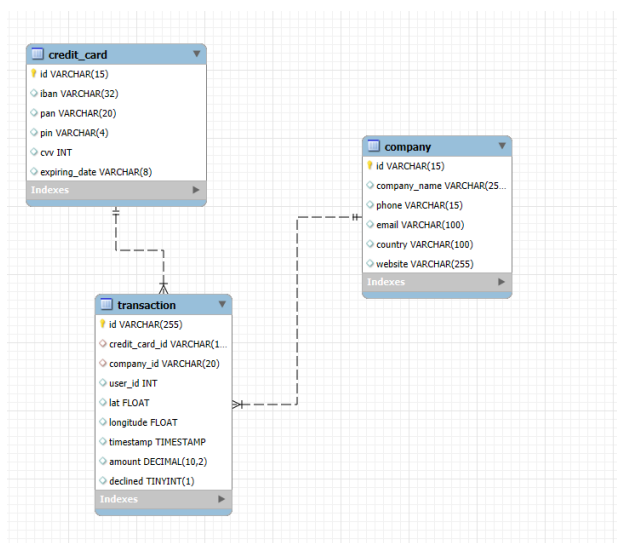 credit_card
id VARCHAR(15)
iban VARCHAR(32)
pan VARCHAR(20)
pin VARCHAR(4)
cvv INT
expiring_date VARCHAR(8)
Indexes
company
id VARCHAR(15)
company_name VARCHAR(25...
phone VARCHAR(15)
email VARCHAR(100)
country VARCHAR(100)
website VARCHAR(255)
Indexes
transaction
id VARCHAR(255)
credit_card_id VARCHAR(1...
company_id VARCHAR(20)
user_id INT
lat FLOAT
longitude FLOAT
timestamp TIMESTAMP
amount DECIMAL(10,2)
declined TINYINT(1)
Indexes